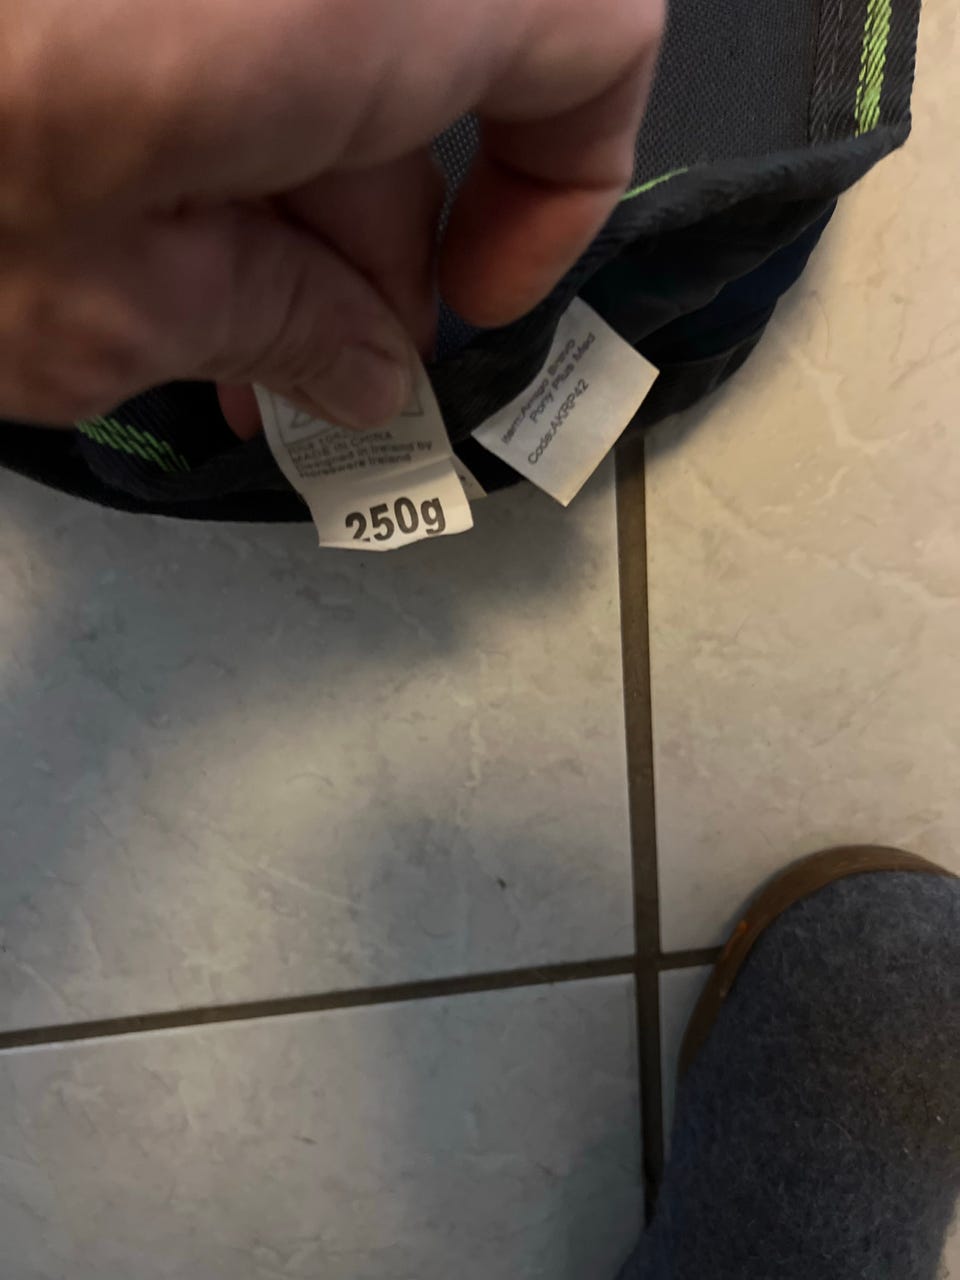 MADE IN CHINA
Designed in Ireland by
Horseware Ireland
250g
Item:Amigo Bravo
Pony Plus Med
Code:AKRP42